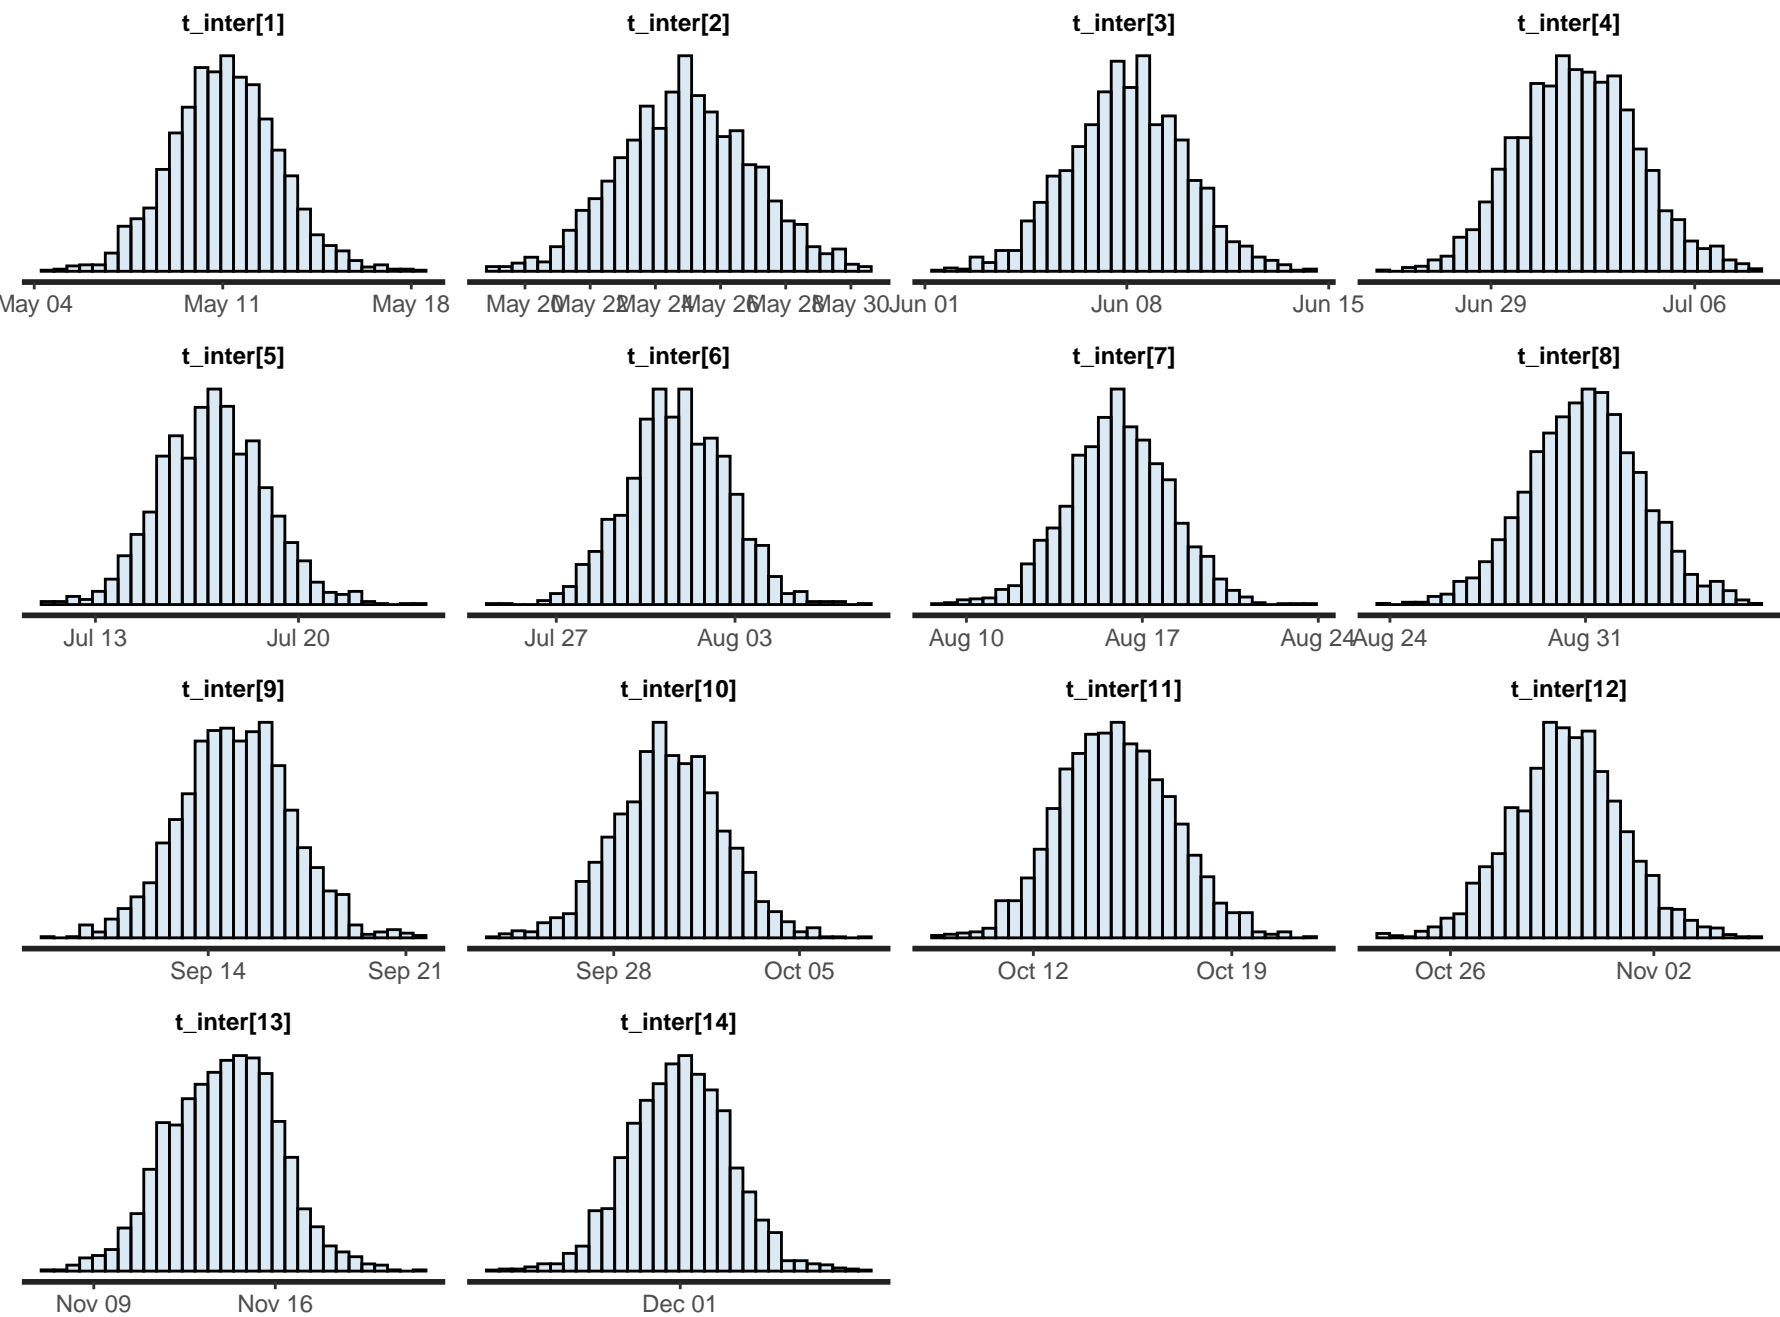 t_inter[1] t_inter[2] t_inter[3] t_inter[4]
May 04 May 11 May 18 May 20 May 22 May 24 May 26 May 28 May 30 Jun 01 Jun 08 Jun 15 Jun 29 Jul 06
t_inter[5] t_inter[6] t_inter[7] t_inter[8]
Jul 13 Jul 20 Jul 27 Aug 03 Aug 10 Aug 17 Aug 24 Aug 24 Aug 31
t_inter[9] t_inter[10] t_inter[11] t_inter[12]
Sep 14 Sep 21 Sep 28 Oct 05 Oct 12 Oct 19 Oct 26 Nov 02
t_inter[13] t_inter[14]
Nov 09 Nov 16 Dec 01